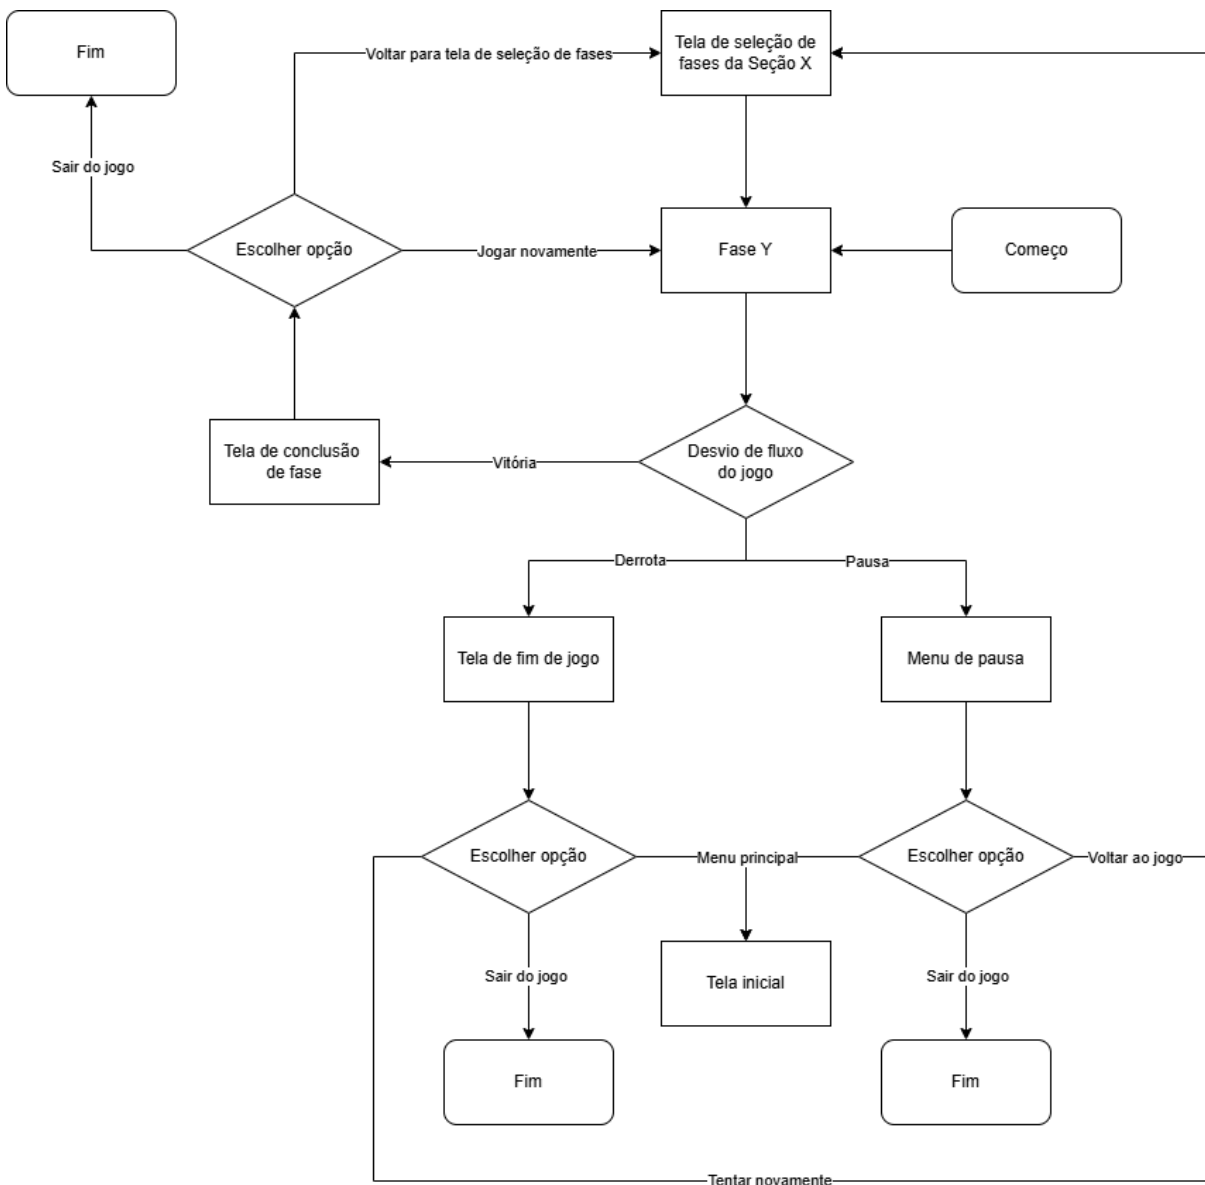 Fim
Voltar para tela de seleção de fases
Tela de seleção de
fases da Seção X
Sair do jogo
Escolher opção
Jogar novamente
Fase Y
Começo
Tela de conclusão
de fase
Vitória
Desvio de fluxo
do jogo
Derrota
Pausa
Tela de fim de jogo
Menu de pausa
Escolher opção
Menu principal
Escolher opção
Voltar ao jogo
Sair do jogo
Tela inicial
Sair do jogo
Fim
Fim
Tentar novamente